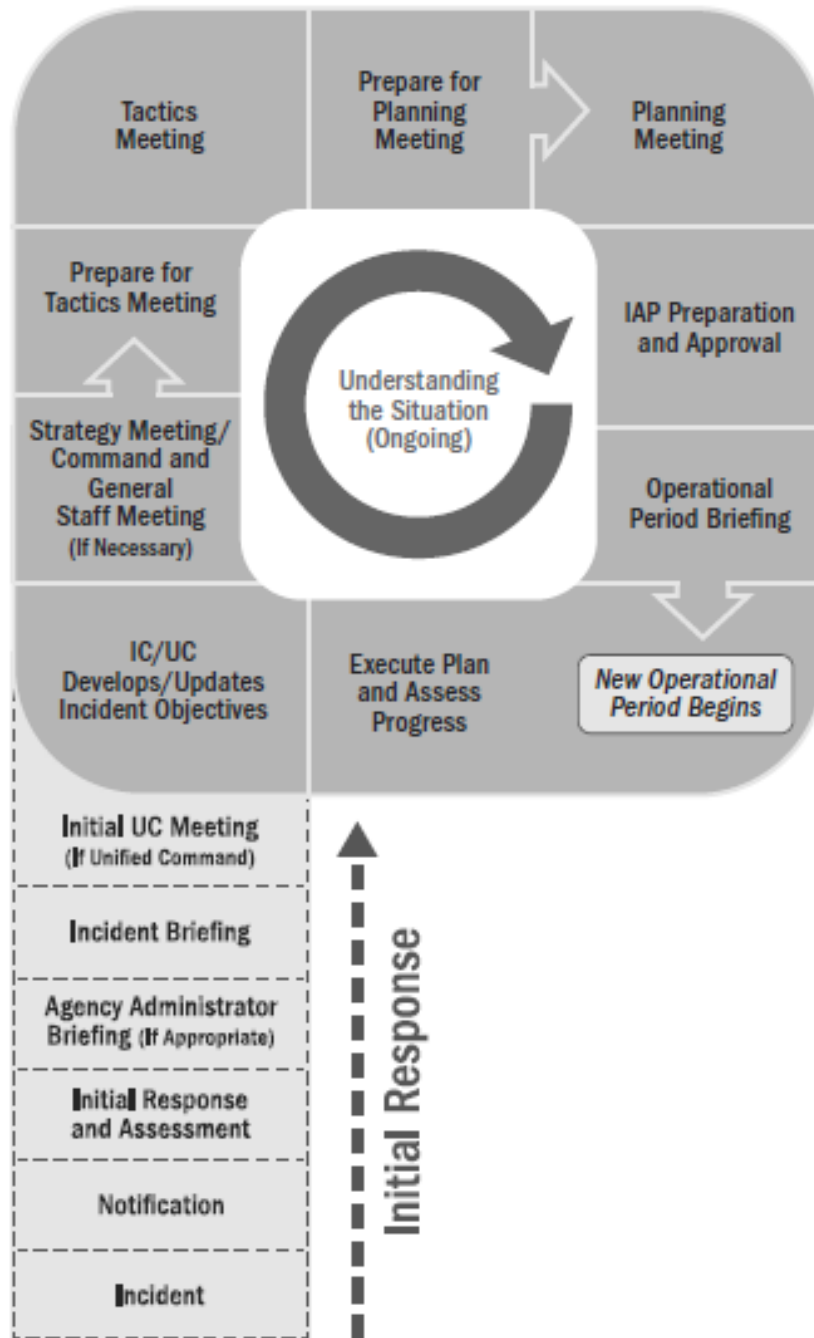 Tactics
Meeting
Prepare for
Planning
Meeting
Planning
Meeting
Prepare for
Tactics Meeting
Understanding
the Situation
(Ongoing)
IAP Preparation
and Approval
Strategy Meeting/
Command and
General
Staff Meeting
(If Necessary)
Operational
Period Briefing
IC/UC
Develops/Updates
Incident Objectives
Execute Plan
and Assess
Progress
New Operational
Period Begins
Initial UC Meeting
(If Unified Command)
Incident Briefing
Agency Administrator
Briefing (If Appropriate)
Initial Response
and Assessment
Notification
Incident
Initial Response